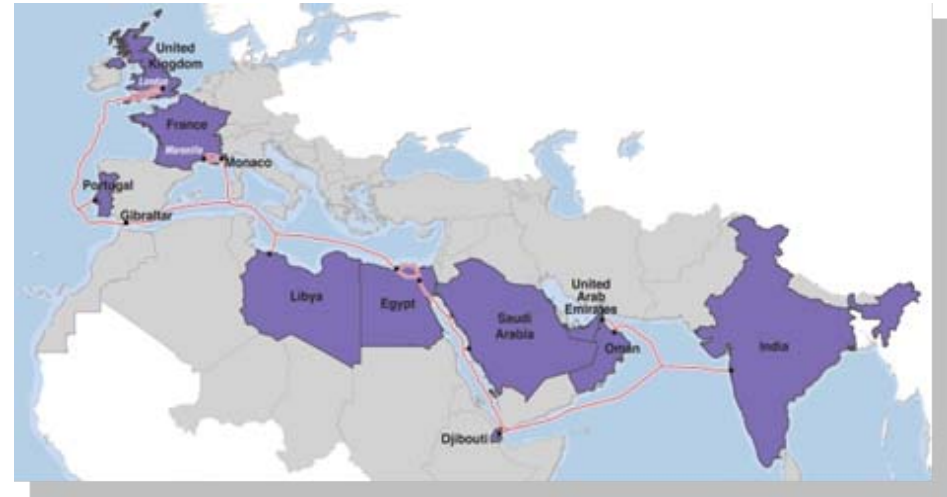 United
Kingdom
London
France
Marseille
Monaco
Portugal
Gibraltar
Libya
Egypt
Saudi
Arabia
United
Arab
Emirates
Oman
India
Djibouti